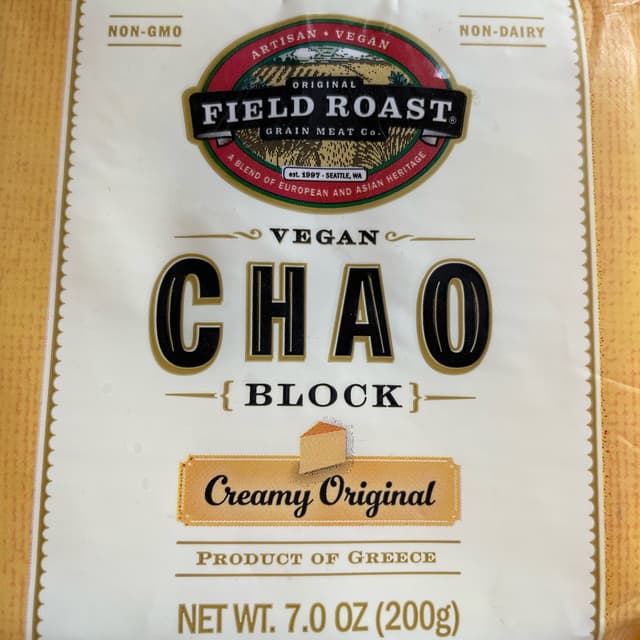 NON-GMO
NON-DAIRY
ARTISAN • VEGAN
ORIGINAL
FIELD ROAST®
GRAIN MEAT Co.
est. 1997 · SEATTLE, WA
A BLEND OF EUROPEAN AND ASIAN HERITAGE
VEGAN
CHAO
{ BLOCK }
Creamy Original
PRODUCT OF GREECE
NET WT. 7.0 OZ (200g)